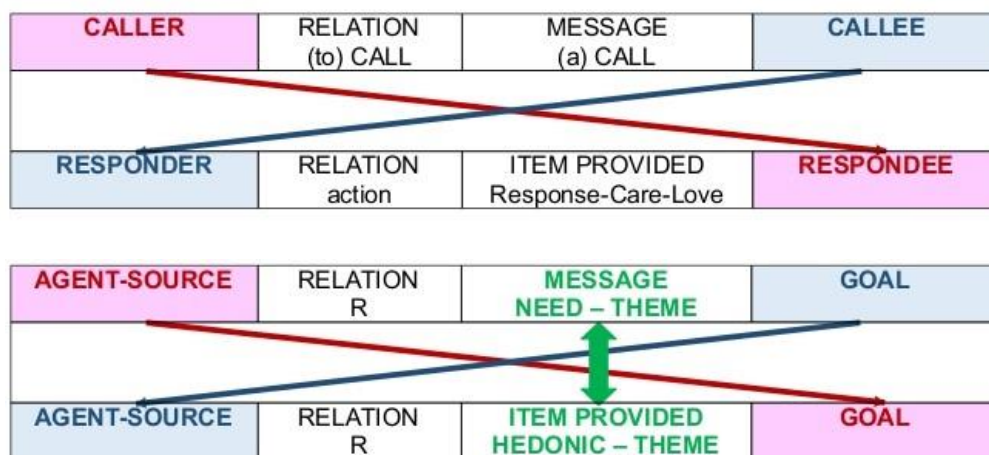 CALLER RELATION MESSAGE CALLEE
(to) CALL (a) CALL
RESPONDER RELATION ITEM PROVIDED RESPONDEE
action Response-Care-Love
AGENT-SOURCE RELATION MESSAGE GOAL
R NEED – THEME
AGENT-SOURCE RELATION ITEM PROVIDED GOAL
R HEDONIC – THEME